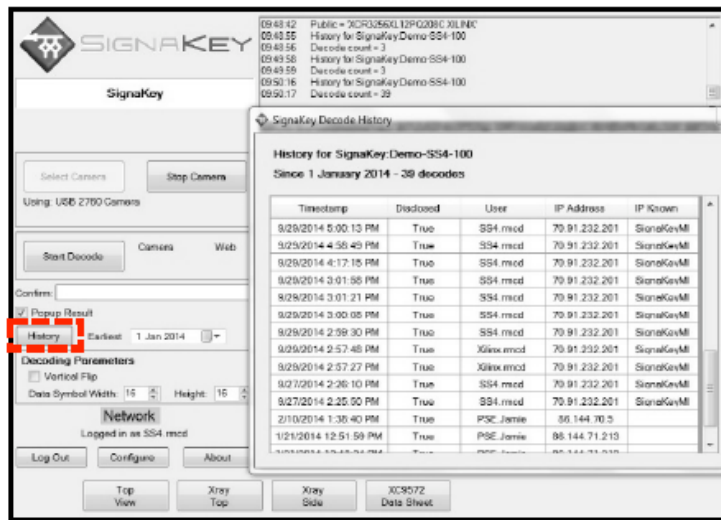 SIGNAKEY
SignaKey
09:48:42 Public = XCR3256XL12PQ208C XILINX
09:48:55 History for SignaKey:Demo-SS4-100
09:48:56 Decode count = 3
09:49:58 History for SignaKey:Demo-SS4-100
09:49:59 Decode count = 3
09:50:16 History for SignaKey:Demo-SS4-100
09:50:17 Decode count = 39
SignaKey Decode History
History for SignaKey:Demo-SS4-100
Since 1 January 2014 - 39 decodes
Timestamp Disclosed User IP Address IP Known
9/29/2014 5:00:13 PM True SS4.rmcd 70.91.232.201 SignaKeyMI
9/29/2014 4:58:49 PM True SS4.rmcd 70.91.232.201 SignaKeyMI
9/29/2014 4:17:15 PM True SS4.rmcd 70.91.232.201 SignaKeyMI
9/29/2014 3:01:58 PM True SS4.rmcd 70.91.232.201 SignaKeyMI
9/29/2014 3:01:21 PM True SS4.rmcd 70.91.232.201 SignaKeyMI
9/29/2014 3:00:08 PM True SS4.rmcd 70.91.232.201 SignaKeyMI
9/29/2014 2:59:30 PM True SS4.rmcd 70.91.232.201 SignaKeyMI
9/29/2014 2:57:48 PM True Xilinx.rmcd 70.91.232.201 SignaKeyMI
9/29/2014 2:57:27 PM True Xilinx.rmcd 70.91.232.201 SignaKeyMI
9/27/2014 2:26:10 PM True SS4.rmcd 70.91.232.201 SignaKeyMI
9/27/2014 2:25:50 PM True SS4.rmcd 70.91.232.201 SignaKeyMI
2/10/2014 1:38:40 PM True PSE.Jamie 86.144.70.5
1/21/2014 12:51:59 PM True PSE.Jamie 86.144.71.213
Select Camera Stop Camera
Using: USB 2760 Camera
Start Decode Camera Web
Confirm:
Popup Result
History Earliest 1 Jan 2014
Decoding Parameters
Vertical Flip
Data Symbol Width: 16 Height: 16
Network
Logged in as SS4.rmcd
Log Out Configure About
Top View Xray Top Xray Side XC9572 Data Sheet